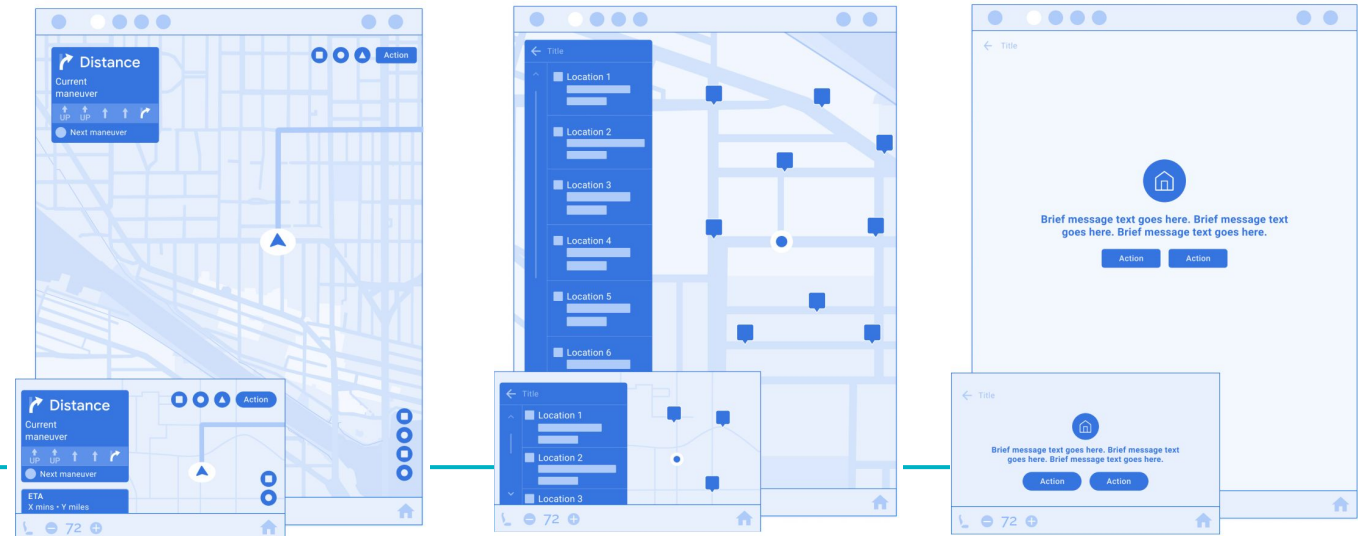 Distance
Current
maneuver
UP UP
Next maneuver
Action
Distance
Current
maneuver
UP UP
Next maneuver
ETA
X mins • Y miles
Action
72
Title
Location 1
Location 2
Location 3
Location 4
Location 5
Location 6
Title
Location 1
Location 2
Location 3
72
Title
Brief message text goes here. Brief message text
goes here. Brief message text goes here.
Action Action
Title
Brief message text goes here. Brief message text
goes here. Brief message text goes here.
Action Action
72